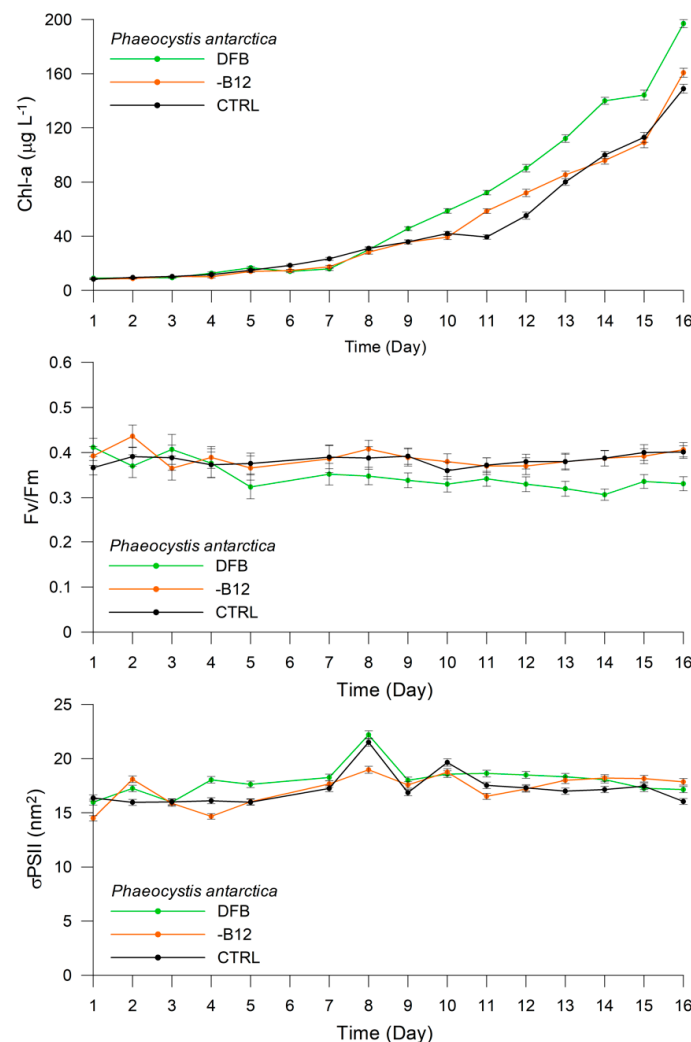 200
160
120
80
40
0
Chl-a (μg L⁻¹)
Phaeocystis antarctica
DFB
-B12
CTRL
1 2 3 4 5 6 7 8 9 10 11 12 13 14 15 16
Time (Day)
0.6
0.5
0.4
0.3
0.2
0.1
0
Fv/Fm
Phaeocystis antarctica
DFB
-B12
CTRL
1 2 3 4 5 6 7 8 9 10 11 12 13 14 15 16
Time (Day)
25
20
15
10
5
0
σPSII (nm²)
Phaeocystis antarctica
DFB
-B12
CTRL
1 2 3 4 5 6 7 8 9 10 11 12 13 14 15 16
Time (Day)